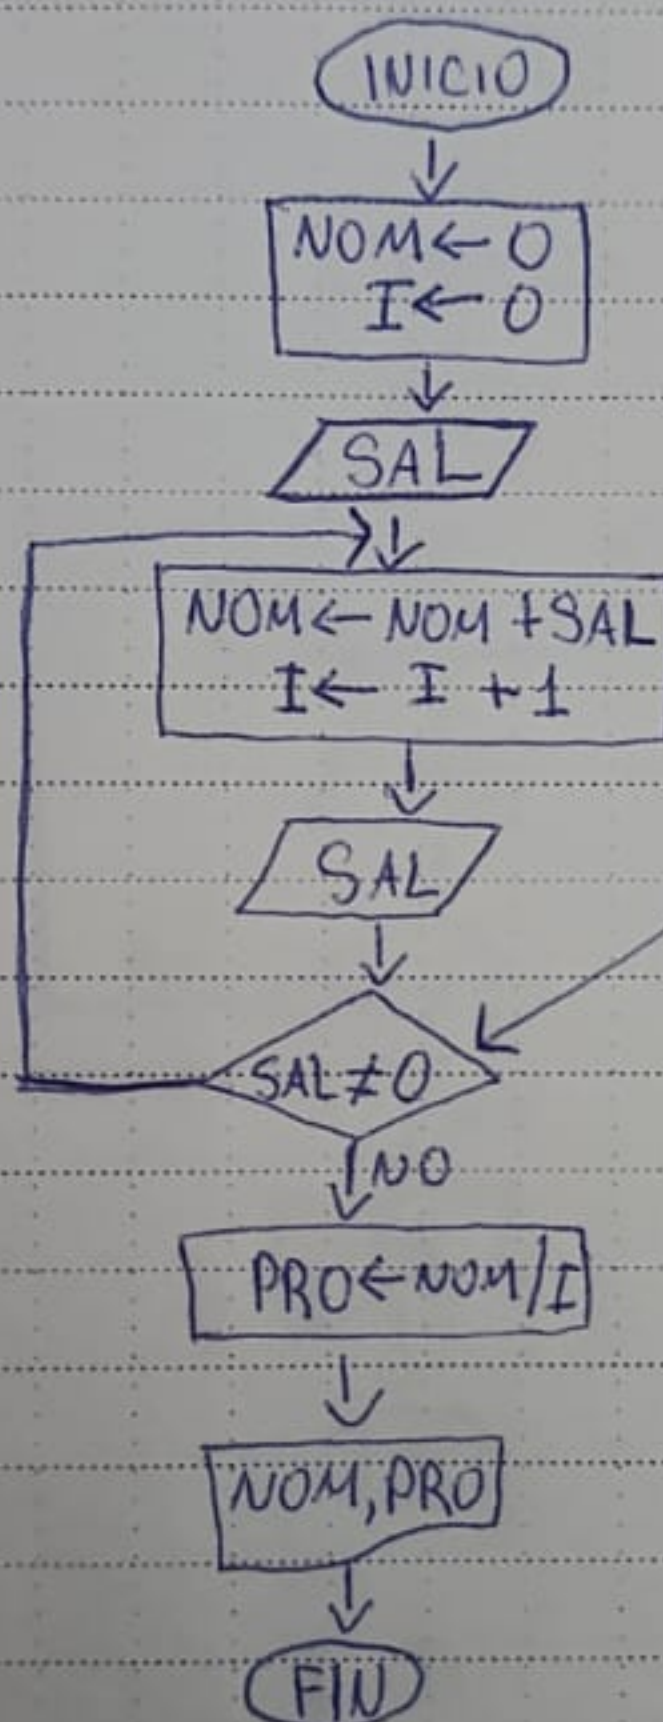 INICIO
NOM ← 0
I ← 0
SAL
NOM ← NOM + SAL
I ← I + 1
SAL
SAL ≠ 0
NO
PRO ← NOM / I
NOM, PRO
FIN